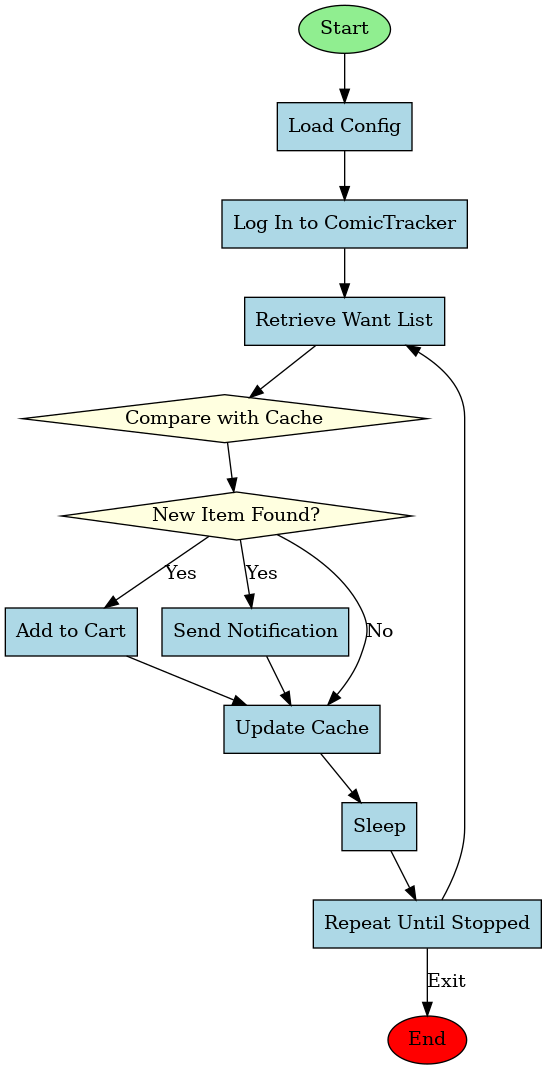 Start
Load Config
Log In to ComicTracker
Retrieve Want List
Compare with Cache
New Item Found?
Yes
Yes
Add to Cart
Send Notification
No
Update Cache
Sleep
Repeat Until Stopped
Exit
End